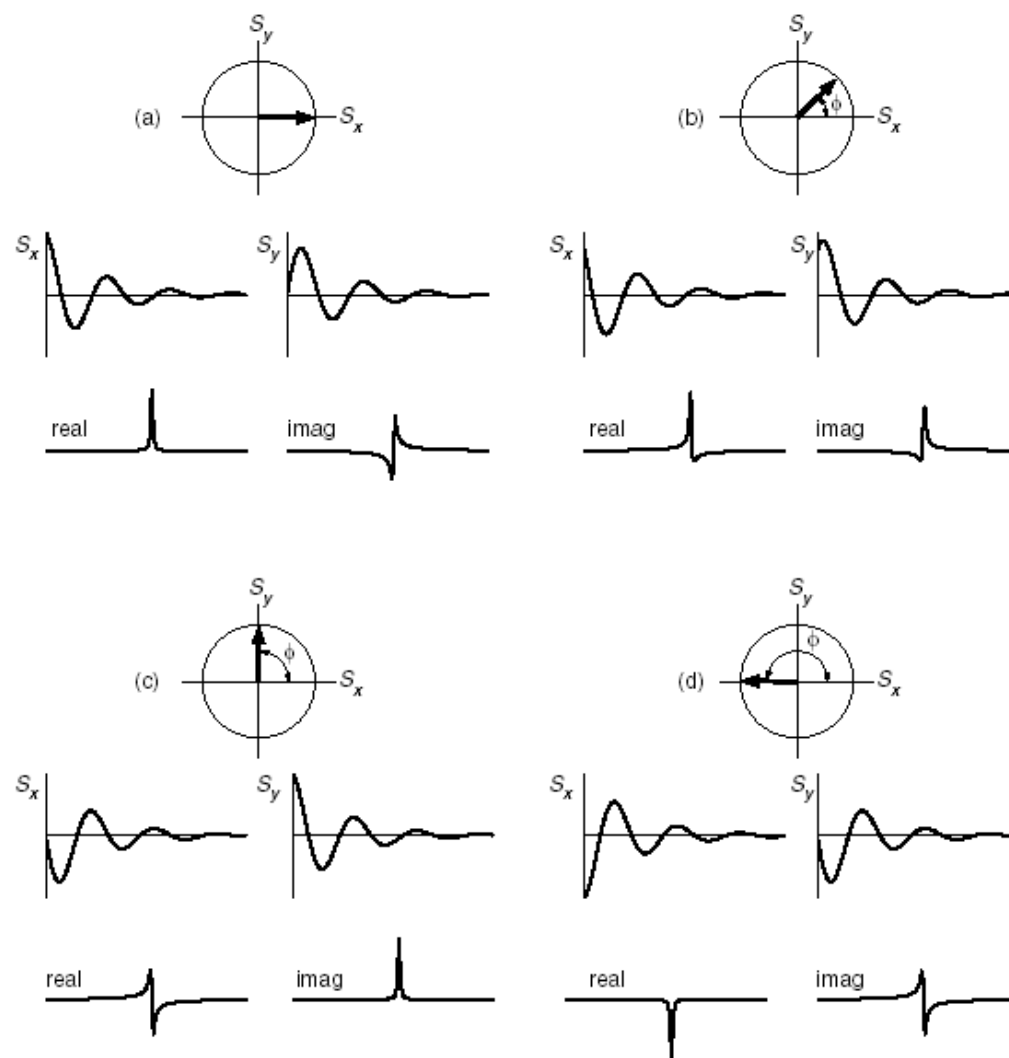 S_y
S_y
(a) S_x
(b) ϕ S_x
S_x S_y
S_x S_y
real imag
real imag
S_y
S_y
(c) ϕ S_x
(d) ϕ S_x
S_x S_y
S_x S_y
real imag
real imag